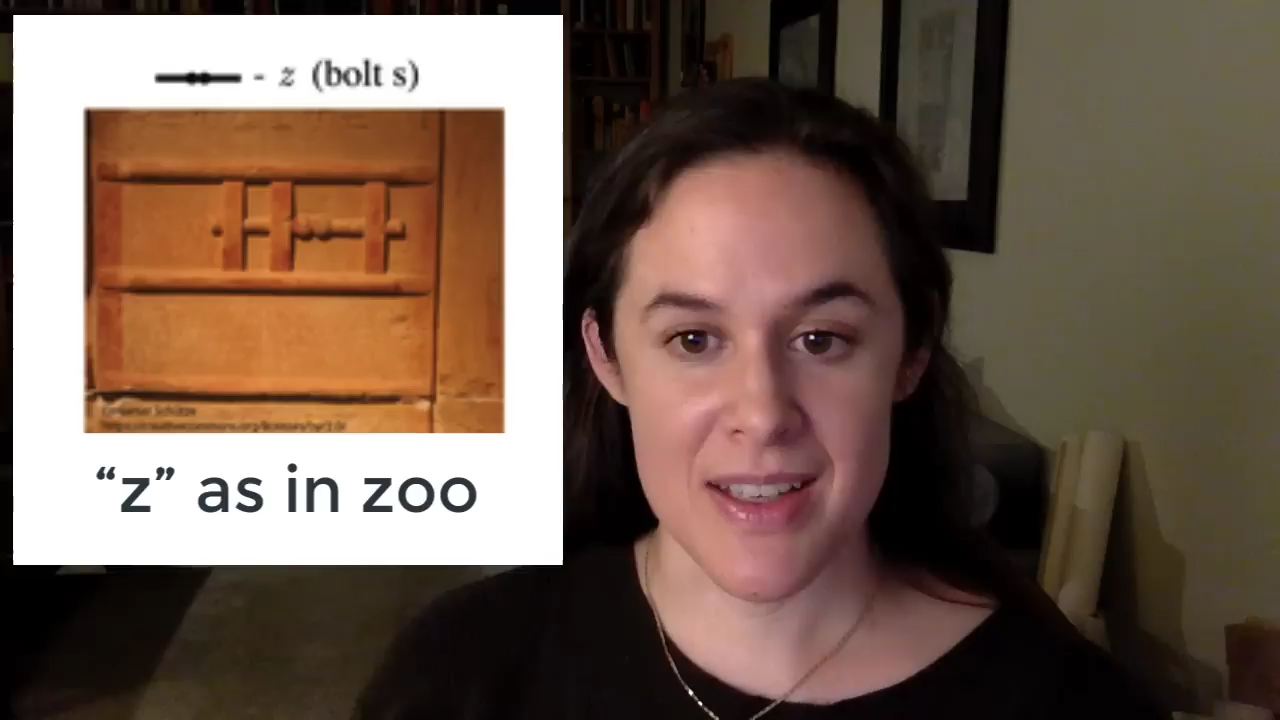 - z (bolt s)
“z” as in zoo